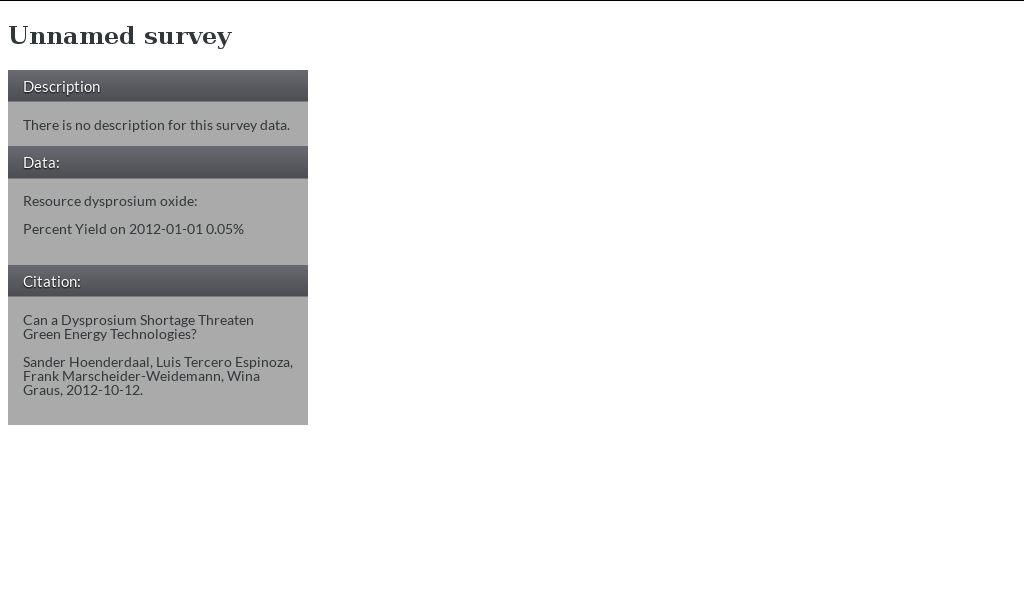 Unnamed survey
Description
There is no description for this survey data.
Data:
Resource dysprosium oxide:
Percent Yield on 2012-01-01 0.05%
Citation:
Can a Dysprosium Shortage Threaten
Green Energy Technologies?
Sander Hoenderdaal, Luis Tercero Espinoza,
Frank Marscheider-Weidemann, Wina
Graus, 2012-10-12.